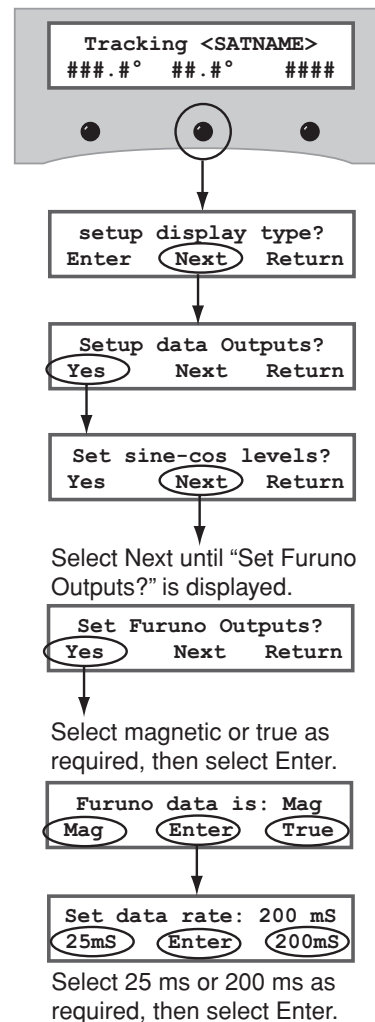 Tracking <SATNAME>
###.#° ##.#° ####
setup display type?
Enter Next Return
Setup data Outputs?
Yes Next Return
Set sine-cos levels?
Yes Next Return
Select Next until “Set Furuno
Outputs?” is displayed.
Set Furuno Outputs?
Yes Next Return
Select magnetic or true as
required, then select Enter.
Furuno data is: Mag
Mag Enter True
Set data rate: 200 mS
25mS Enter 200mS
Select 25 ms or 200 ms as
required, then select Enter.